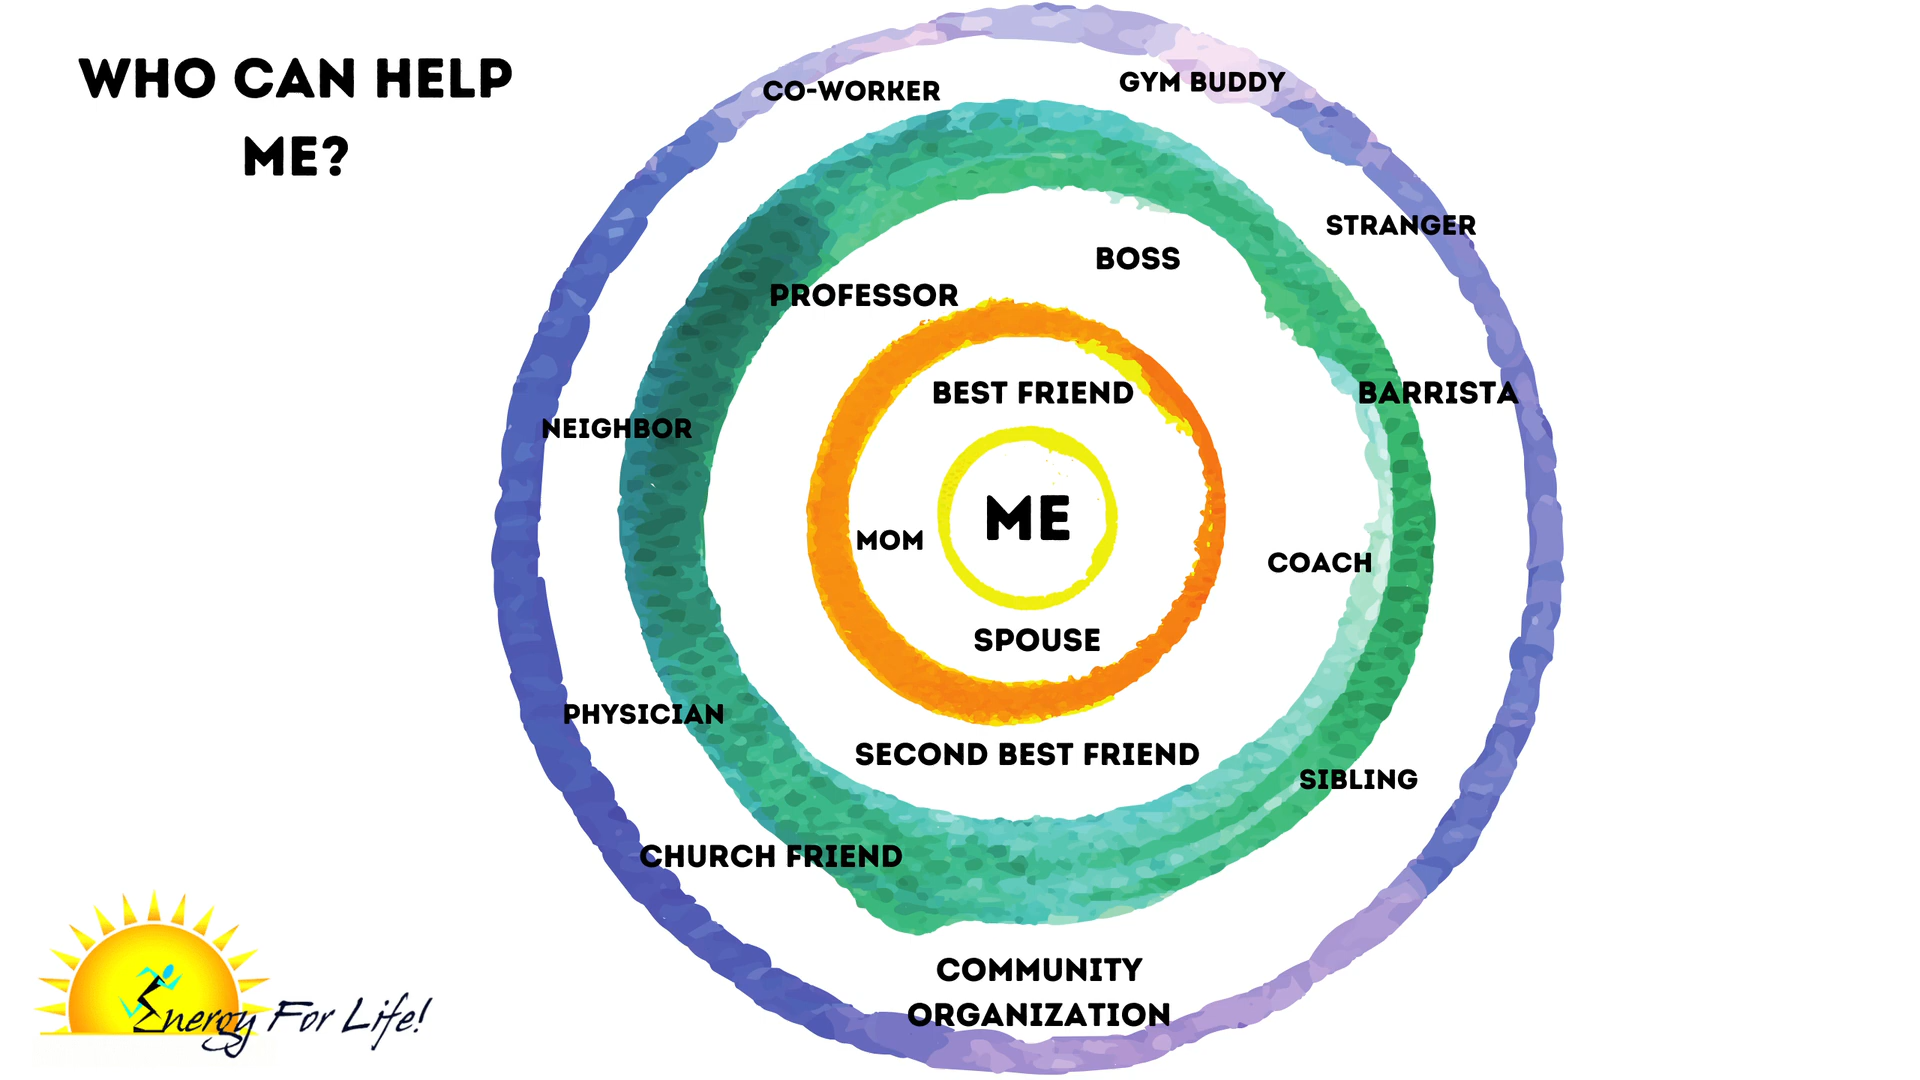 WHO CAN HELP
ME?
CO-WORKER
GYM BUDDY
STRANGER
BOSS
PROFESSOR
BEST FRIEND
BARRISTA
NEIGHBOR
ME
MOM
COACH
SPOUSE
PHYSICIAN
SECOND BEST FRIEND
SIBLING
CHURCH FRIEND
COMMUNITY
ORGANIZATION
Energy For Life!